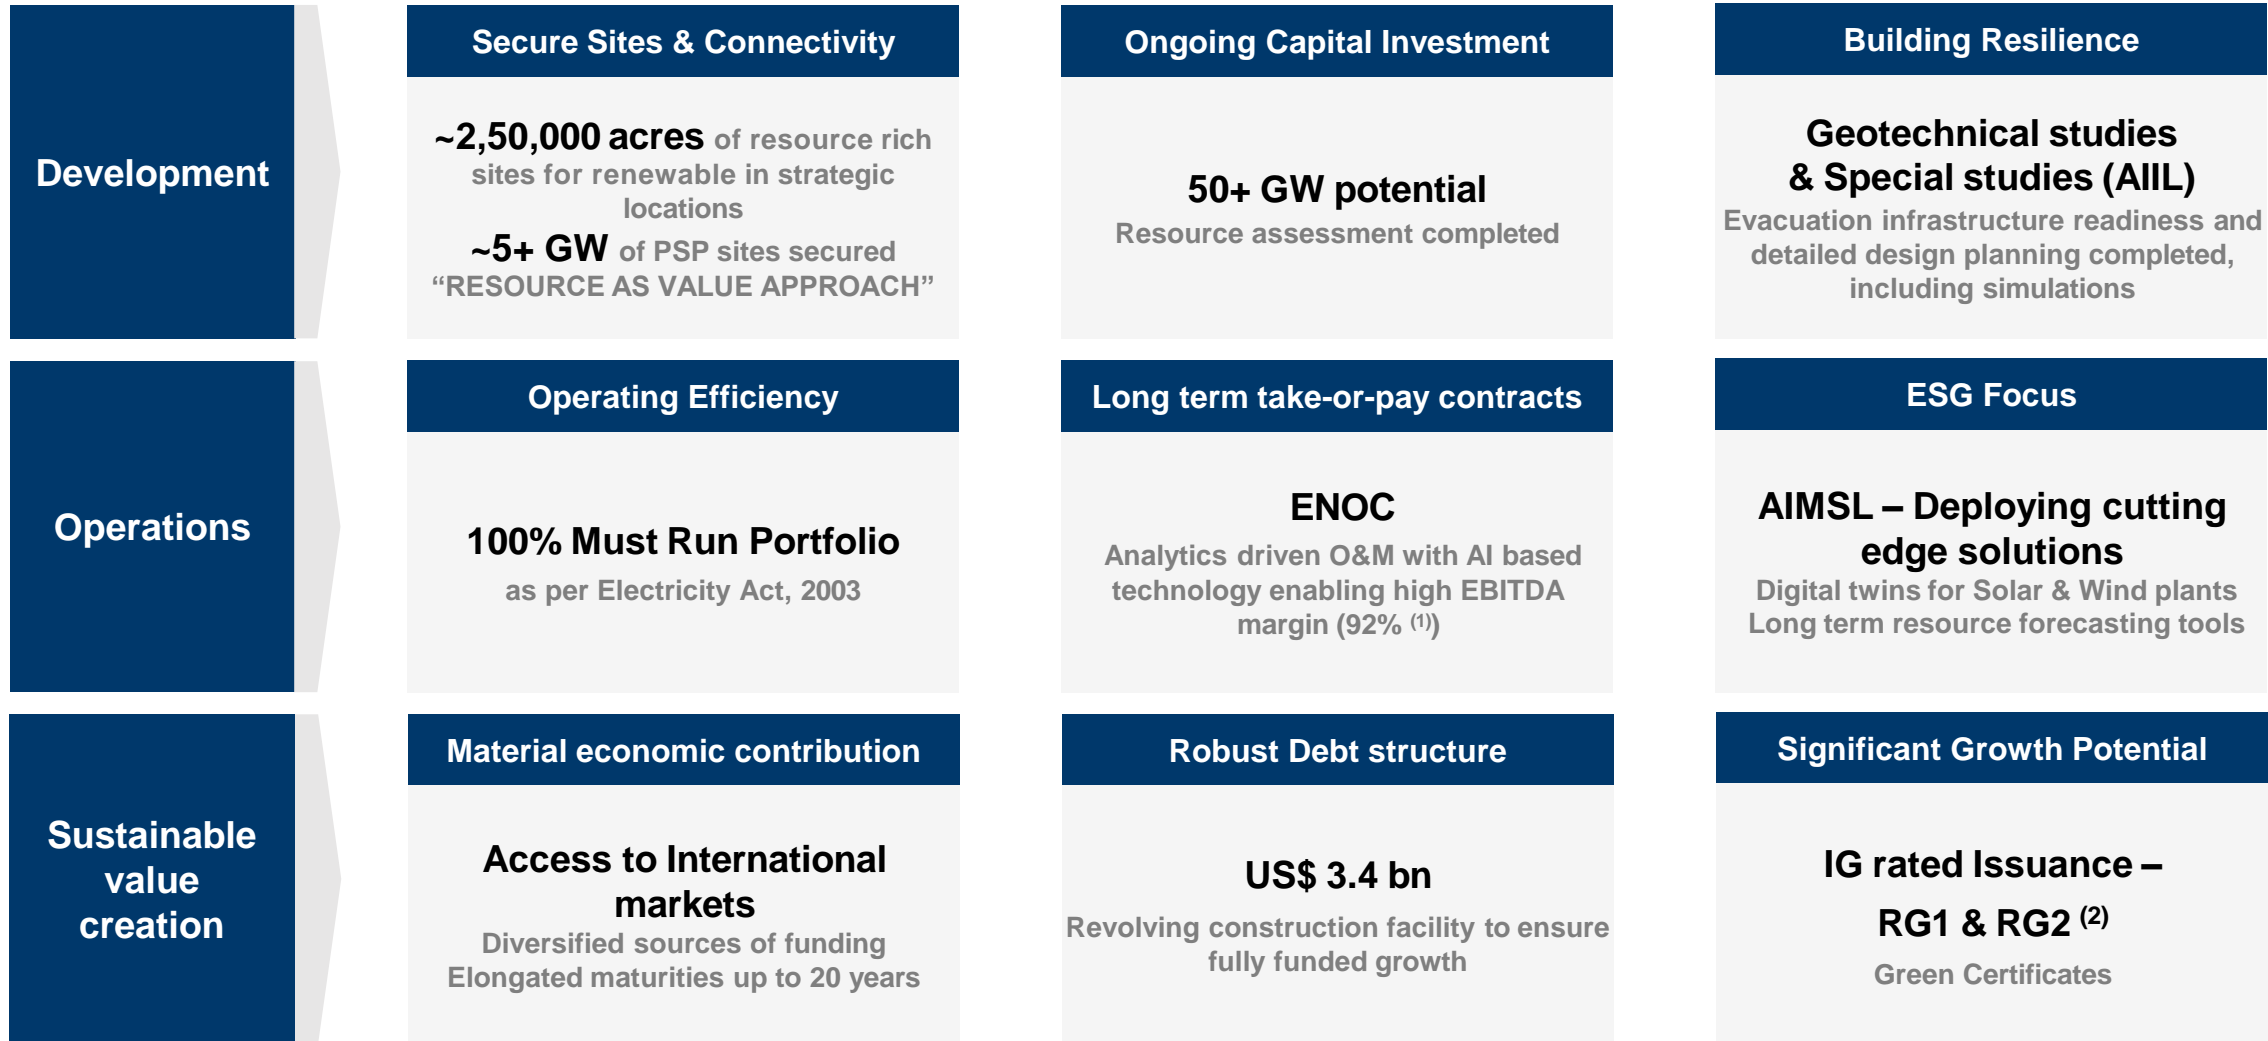 Development
Secure Sites & Connectivity
~2,50,000 acres of resource rich
sites for renewable in strategic
locations
~5+ GW of PSP sites secured
“RESOURCE AS VALUE APPROACH”
Ongoing Capital Investment
50+ GW potential
Resource assessment completed
Building Resilience
Geotechnical studies
& Special studies (AIIL)
Evacuation infrastructure readiness and
detailed design planning completed,
including simulations
Operations
Operating Efficiency
100% Must Run Portfolio
as per Electricity Act, 2003
Long term take-or-pay contracts
ENOC
Analytics driven O&M with AI based
technology enabling high EBITDA
margin (92% (1))
ESG Focus
AIMSL – Deploying cutting
edge solutions
Digital twins for Solar & Wind plants
Long term resource forecasting tools
Sustainable
value
creation
Material economic contribution
Access to International
markets
Diversified sources of funding
Elongated maturities up to 20 years
Robust Debt structure
US$ 3.4 bn
Revolving construction facility to ensure
fully funded growth
Significant Growth Potential
IG rated Issuance –
RG1 & RG2 (2)
Green Certificates